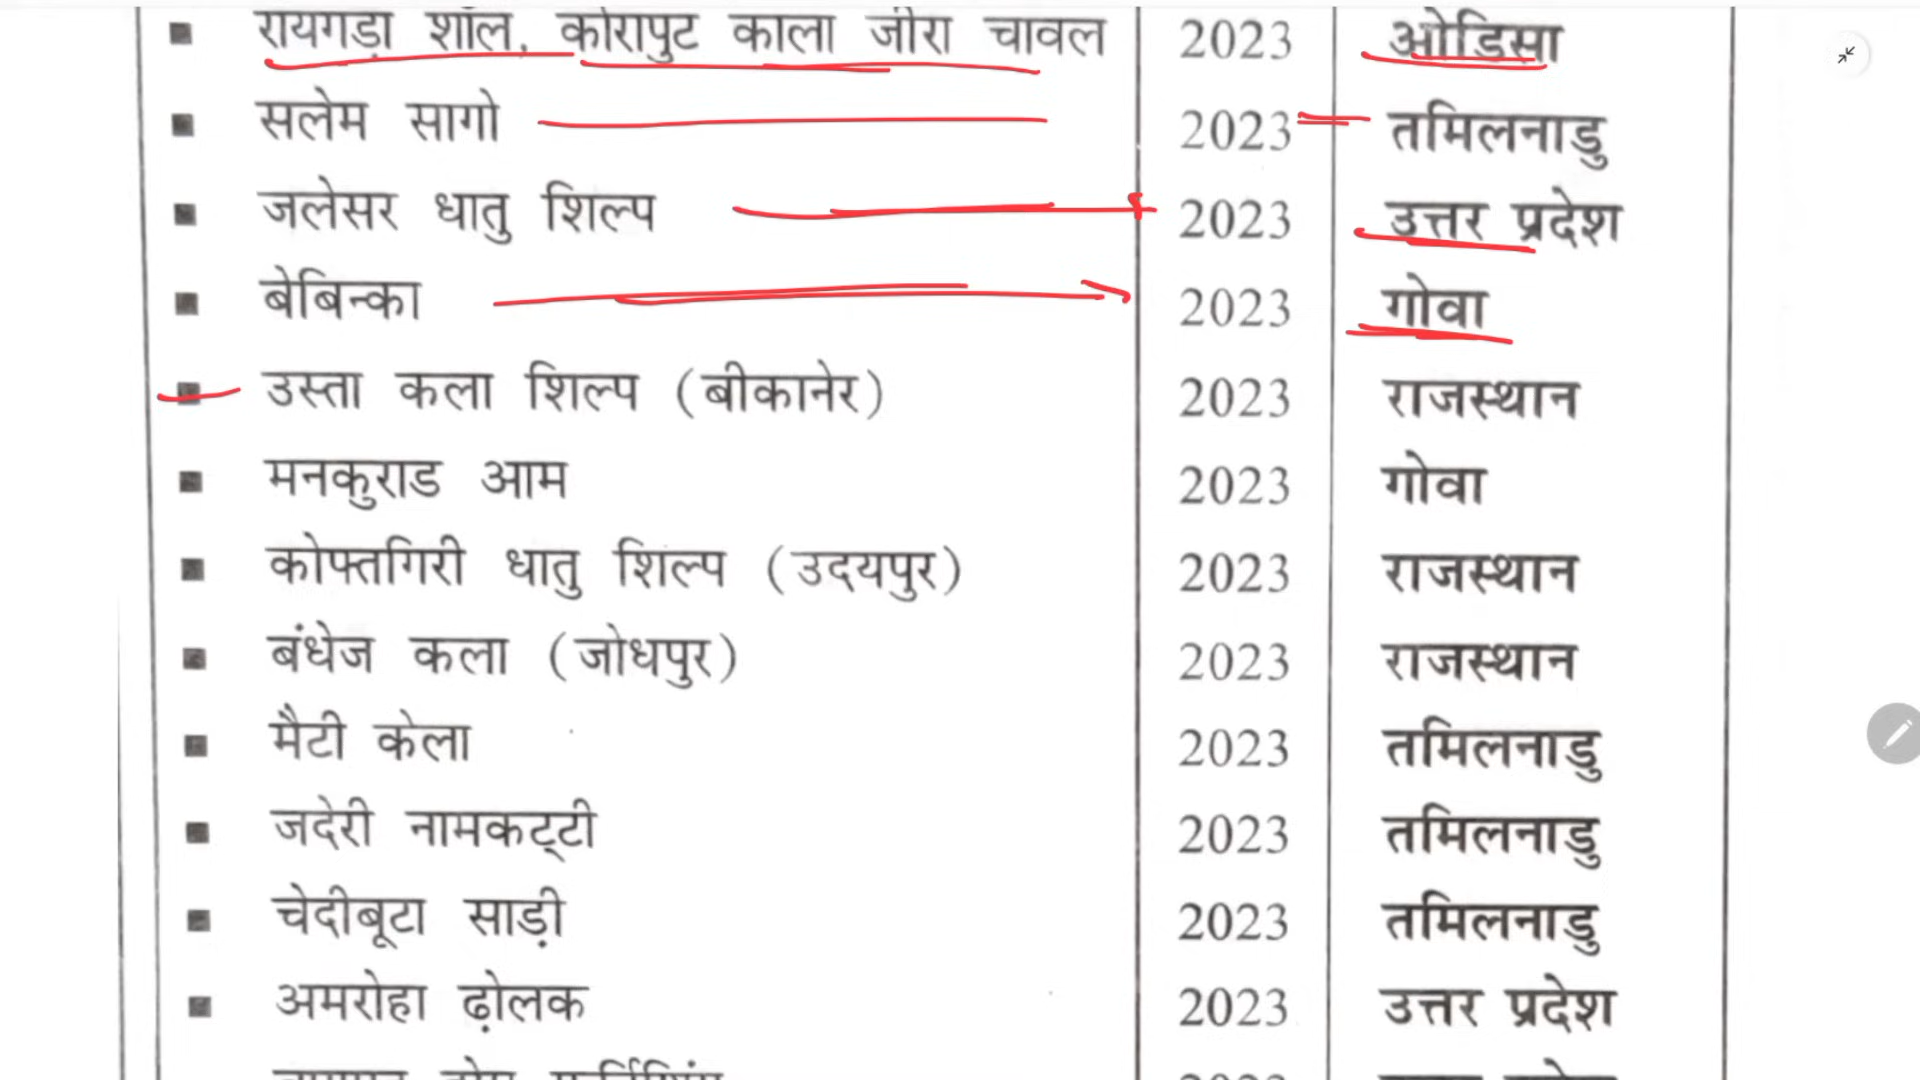 रायगड़ा शॉल, कोरापुट काला जीरा चावल 2023 ओडिसा
सलेम सागो 2023 तमिलनाडु
जलेसर धातु शिल्प 2023 उत्तर प्रदेश
बेबिन्का 2023 गोवा
उस्ता कला शिल्प (बीकानेर) 2023 राजस्थान
मनकुराड आम 2023 गोवा
कोफ्तगिरी धातु शिल्प (उदयपुर) 2023 राजस्थान
बंधेज कला (जोधपुर) 2023 राजस्थान
मैटी केला 2023 तमिलनाडु
जदेरी नामकट्टी 2023 तमिलनाडु
चेदीबूटा साड़ी 2023 तमिलनाडु
अमरोहा ढ़ोलक 2023 उत्तर प्रदेश